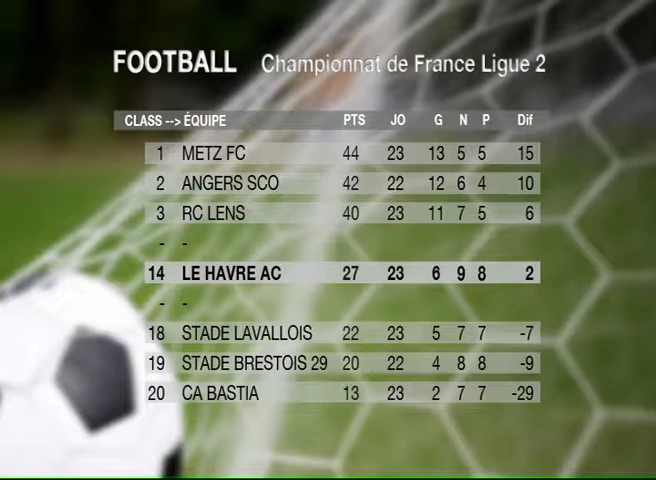 FOOTBALL Championnat de France Ligue 2
CLASS --> ÉQUIPE PTS JO G N P Dif
1 METZ FC 44 23 13 5 5 15
2 ANGERS SCO 42 22 12 6 4 10
3 RC LENS 40 23 11 7 5 6
- -
14 LE HAVRE AC 27 23 6 9 8 2
- -
18 STADE LAVALLOIS 22 23 5 7 7 -7
19 STADE BRESTOIS 29 20 22 4 8 8 -9
20 CA BASTIA 13 23 2 7 7 -29